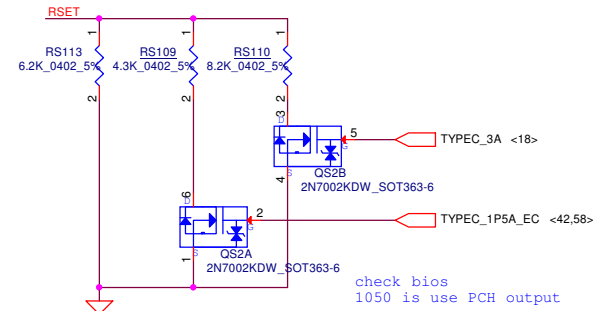 RSET
1 1 1
RS113 RS109 RS110
6.2K_0402_5% 4.3K_0402_5% 8.2K_0402_5%
2 2 2
3
D
5
TYPEC_3A <18>
G
S
4
QS2B
2N7002KDW_SOT363-6
6
D
2
TYPEC_1P5A_EC <42,58>
G
S
QS2A
1
2N7002KDW_SOT363-6
check bios
1050 is use PCH output